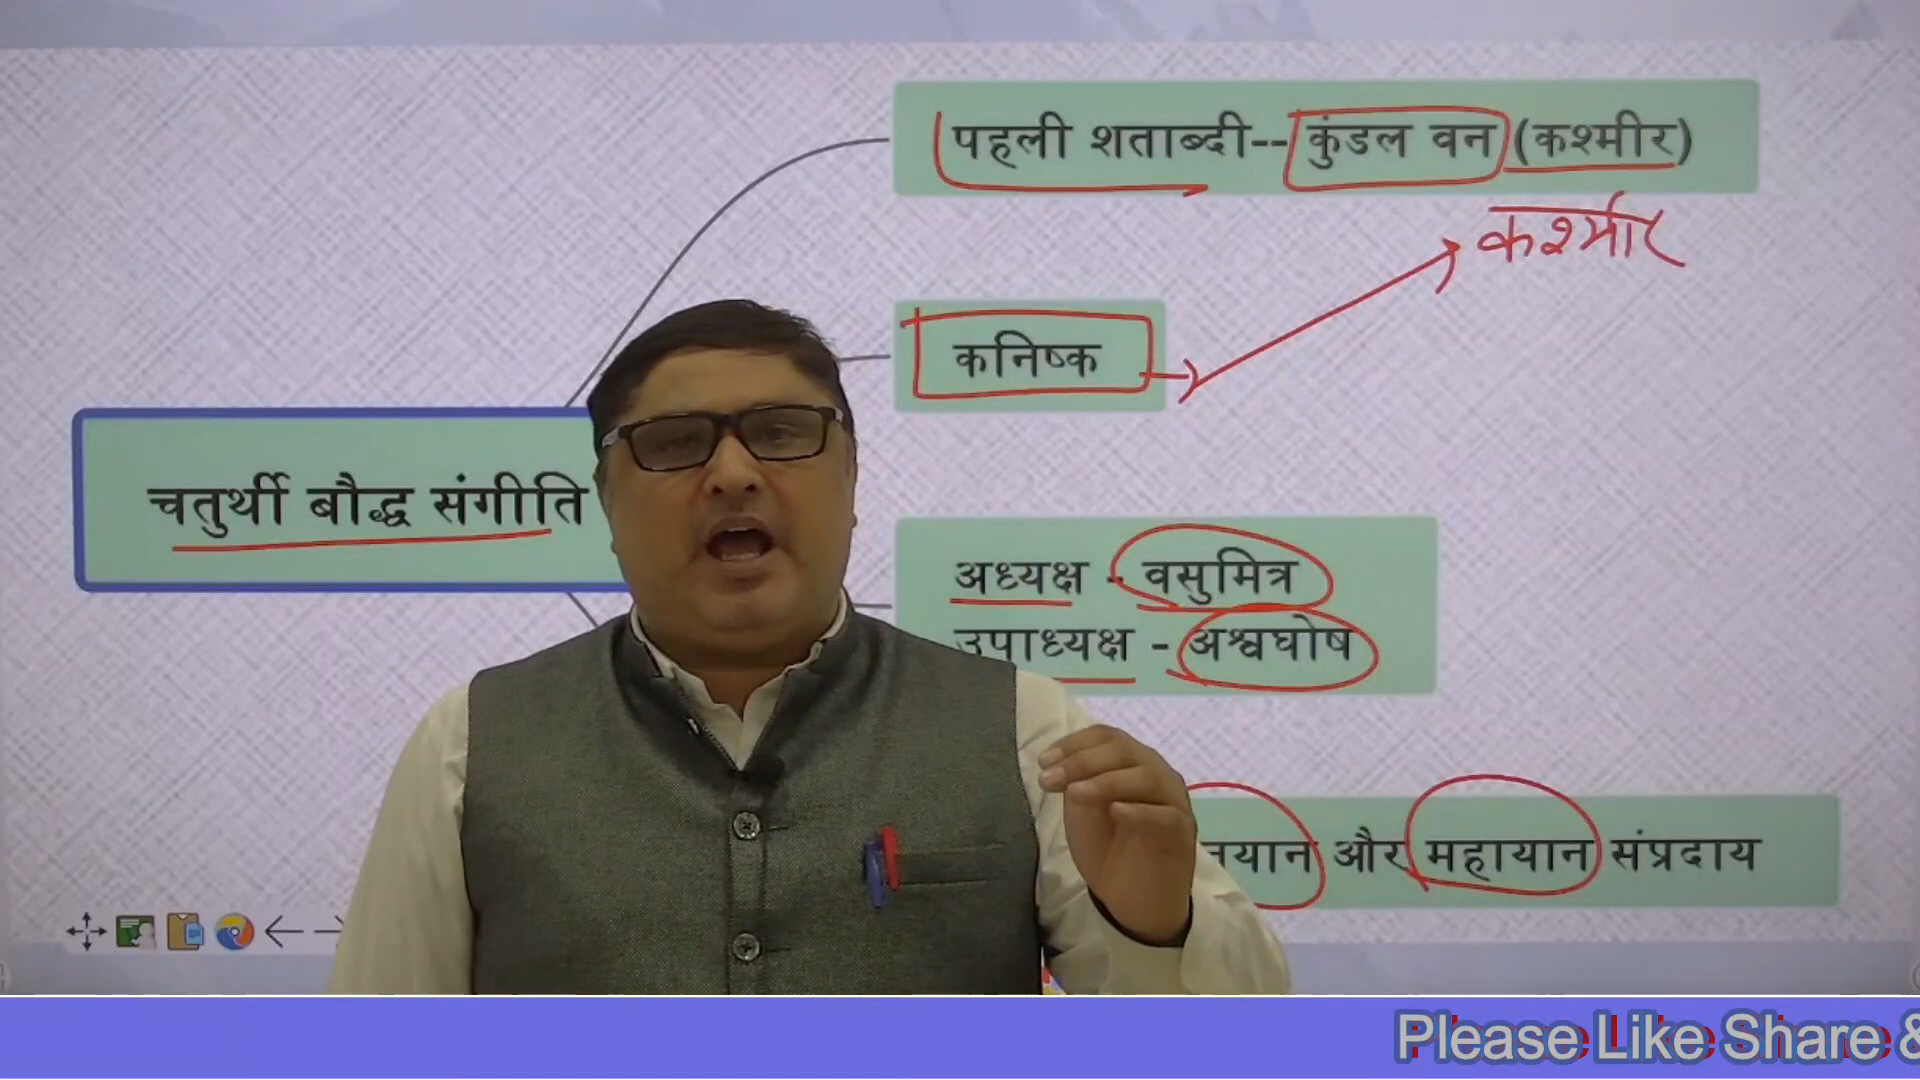 पहली शताब्दी--कुंडल वन (कश्मीर)
कश्मीर
कनिष्क
चतुर्थी बौद्ध संगीति
अध्यक्ष - वसुमित्र
उपाध्यक्ष - अश्वघोष
और महायान संप्रदाय
Please Like Share &